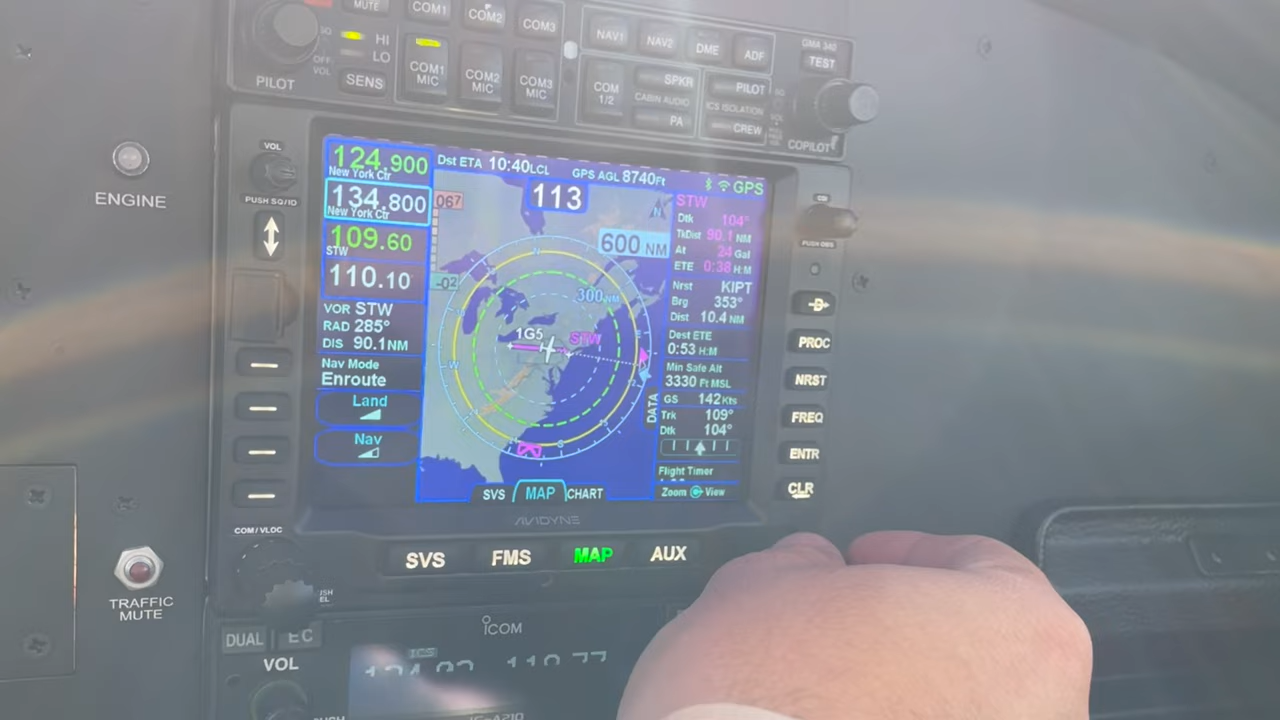 MUTE
COM1
COM2
COM3
NAV1
NAV2
DME
ADF
GMA 340
TEST
SQ
HI
LO
OFF
VOL
PILOT
SENS
COM1
MIC
COM2
MIC
COM3
MIC
COM
1/2
SPKR
CABIN AUDIO
PA
PILOT
ICS ISOLATION
CREW
COPILOT
ENGINE
VOL
PUSH SQ/ID
124.900
New York Ctr
134.800
New York Ctr
109.60
STW
110.10
VOR STW
RAD 285°
DIS 90.1NM
Nav Mode
Enroute
Land
Nav
Dst ETA 10:40LCL
GPS AGL 8740Ft
GPS
067
113
N
600 NM
-02
300NM
1G5
STW
N
E
S
W
STW
Dtk 104°
TkDist 90.1 NM
At 24 Gal
ETE 0:38 H:M
Nrst KIPT
Brg 353°
Dist 10.4 NM
Dest ETE
0:53 H:M
Min Safe Alt
3330 Ft MSL
GS 142Kts
Trk 109°
Dtk 104°
DATA
Flight Timer
Zoom View
SVS MAP CHART
AVIDYNE
SVS FMS MAP AUX
PUSH OBS
D
PROC
NRST
FREQ
ENTR
CLR
COM/VLOC
TRAFFIC
MUTE
DUAL
VOL
ICOM